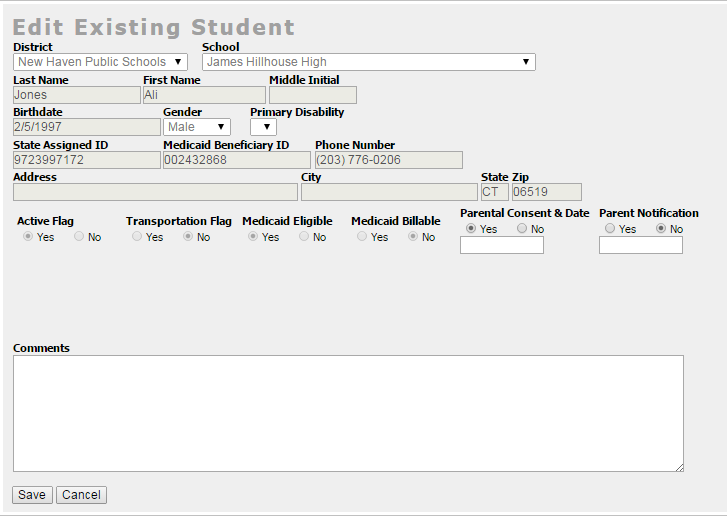 Edit Existing Student
District School
New Haven Public Schools James Hillhouse High
Last Name First Name Middle Initial
Jones Ali
Birthdate Gender Primary Disability
2/5/1997 Male
State Assigned ID Medicaid Beneficiary ID Phone Number
9723997172 002432868 (203) 776-0206
Address City State Zip
CT 06519
Active Flag Transportation Flag Medicaid Eligible Medicaid Billable Parental Consent & Date Parent Notification
Yes No Yes No Yes No Yes No Yes No Yes No
Comments
Save Cancel